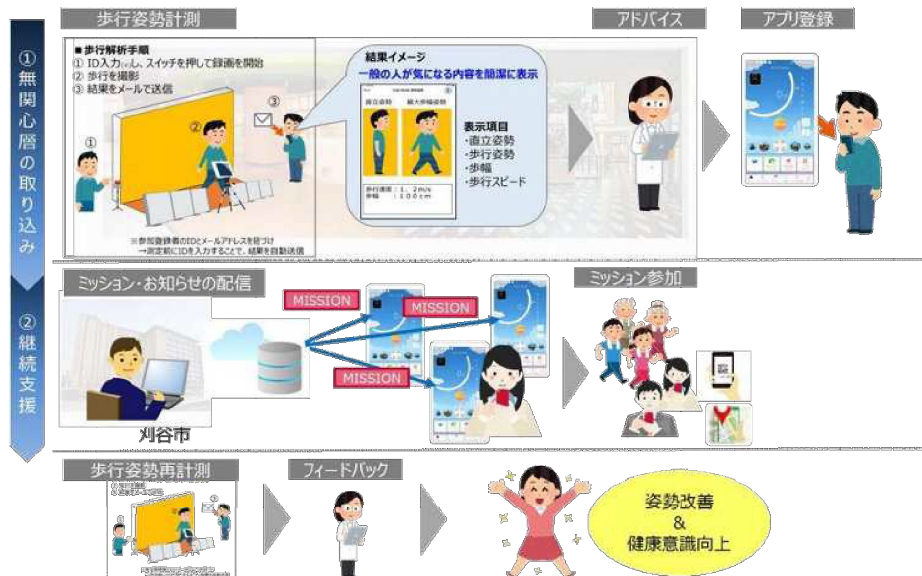 歩行姿勢計測
アドバイス
アプリ登録
①無関心層の取り込み
■歩行解析手順
① ID入力し、スイッチを押して録画を開始
② 歩行を撮影
③ 結果をメールで送信
①
②
③
※参加登録者のIDとメールアドレスを紐づけ
→測定前にIDを入力することで、結果を自動送信
結果イメージ
一般の人が気になる内容を簡潔に表示
直立姿勢
最大歩幅姿勢
歩行速度：1．2m/s
歩幅　：100cm
表示項目
・直立姿勢
・歩行姿勢
・歩幅
・歩行スピード
②継続支援
ミッション・お知らせの配信
ミッション参加
MISSION
MISSION
MISSION
刈谷市
歩行姿勢再計測
フィードバック
姿勢改善
&
健康意識向上